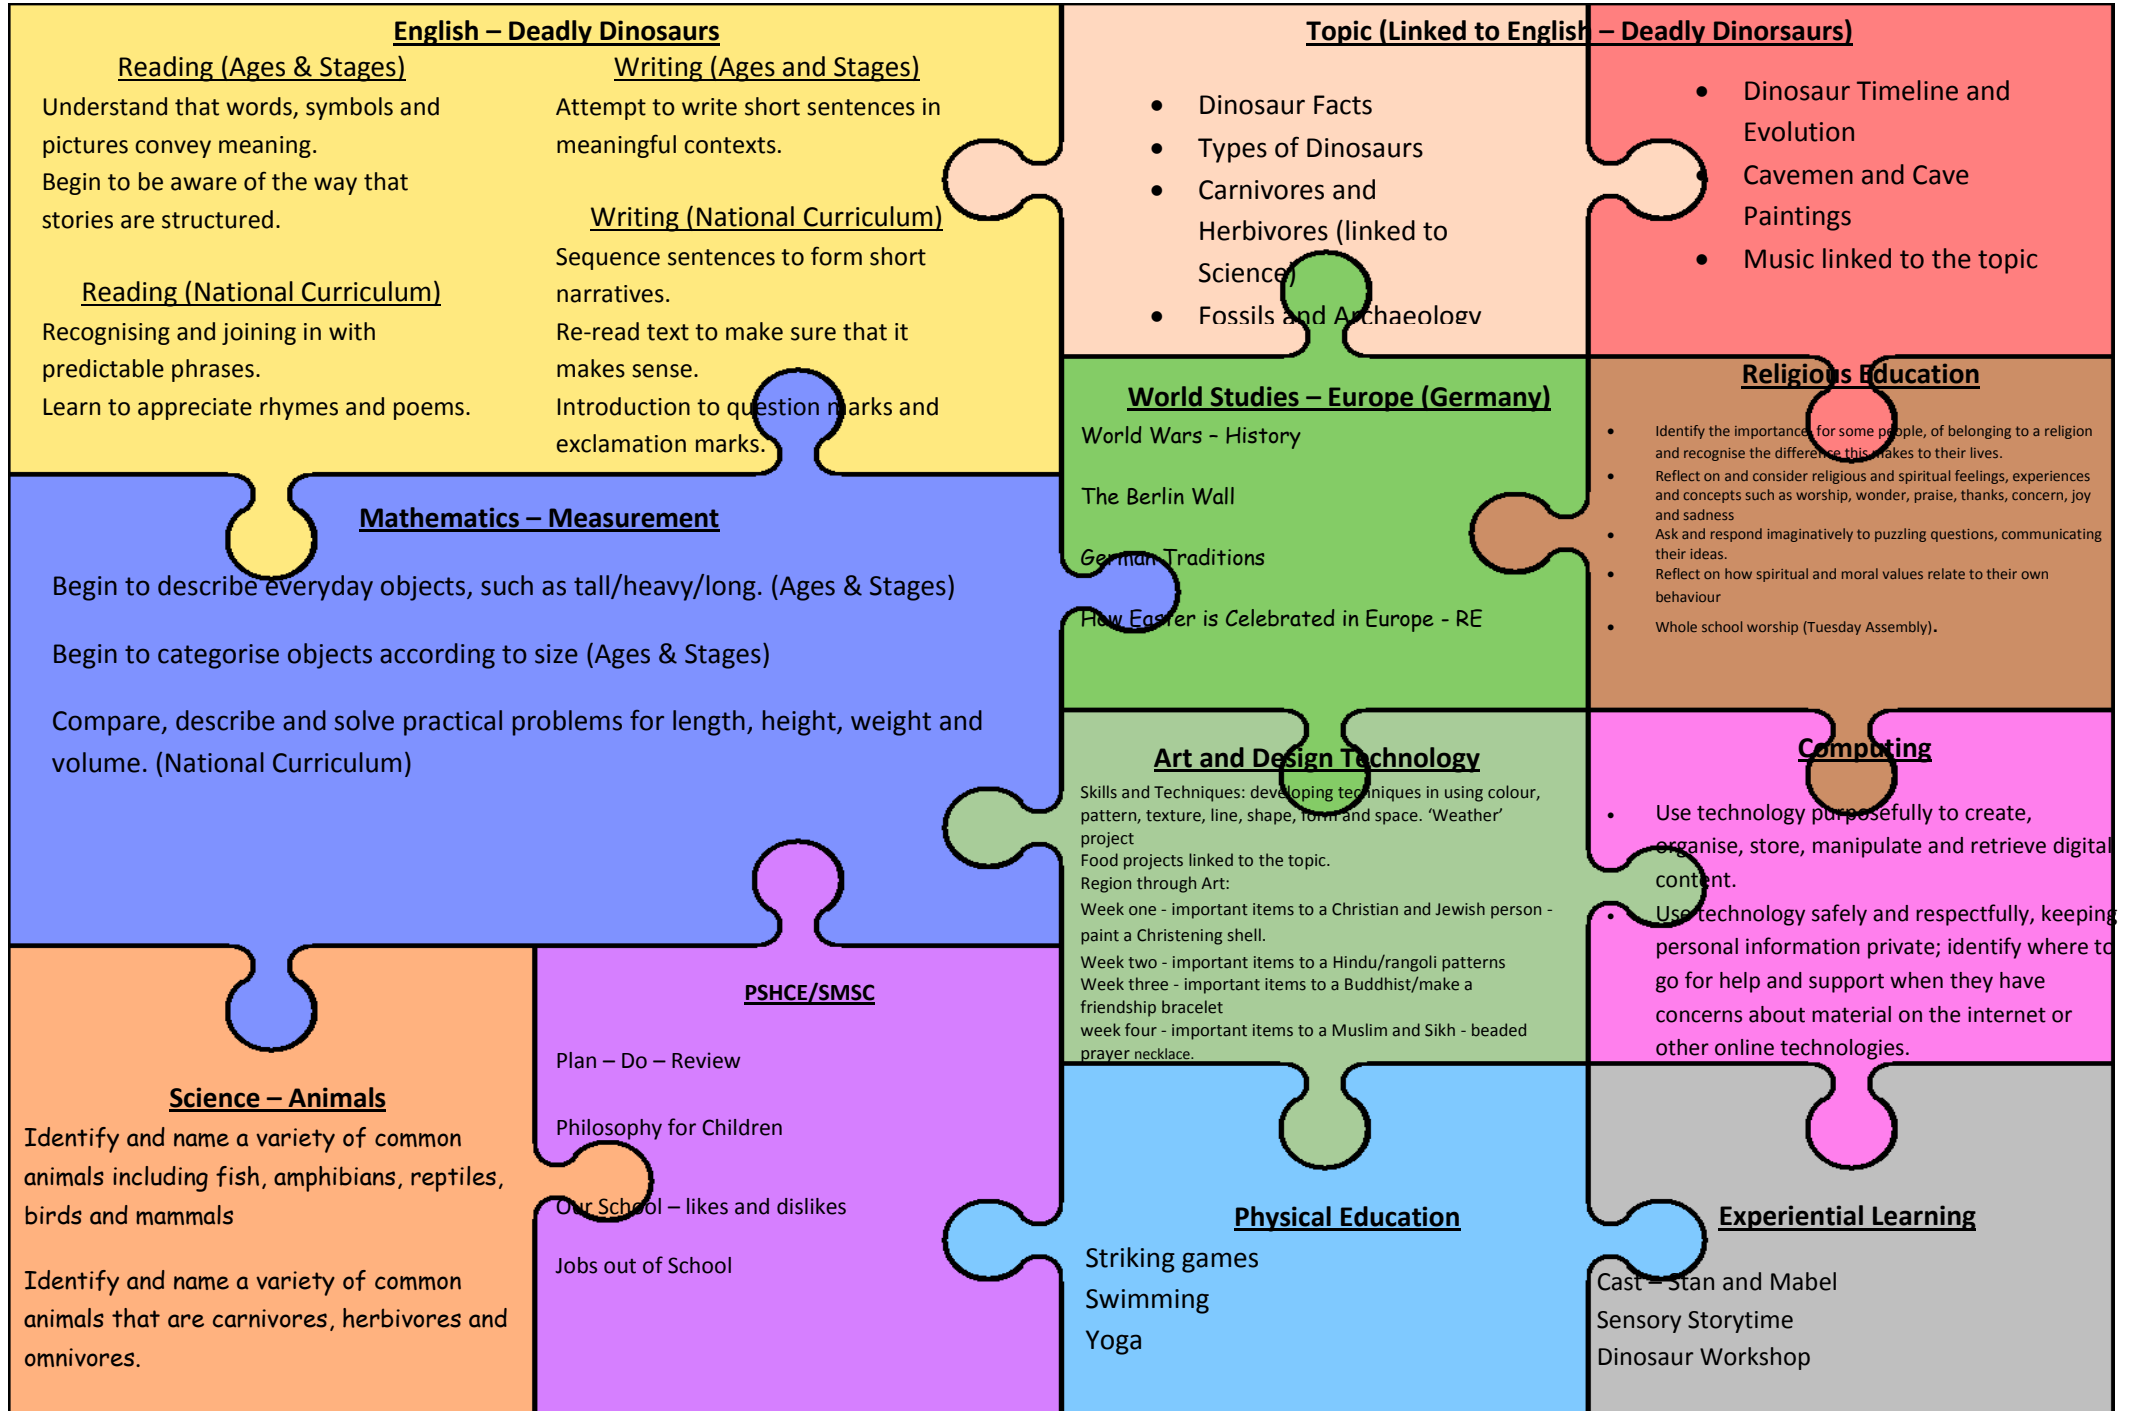 English – Deadly Dinosaurs
Reading (Ages & Stages)
Understand that words, symbols and
pictures convey meaning.
Begin to be aware of the way that
stories are structured.
Reading (National Curriculum)
Recognising and joining in with
predictable phrases.
Learn to appreciate rhymes and poems.
Writing (Ages and Stages)
Attempt to write short sentences in
meaningful contexts.
Writing (National Curriculum)
Sequence sentences to form short
narratives.
Re-read text to make sure that it
makes sense.
Introduction to question marks and
exclamation marks.
Topic (Linked to English – Deadly Dinorsaurs)
• Dinosaur Facts
• Types of Dinosaurs
• Carnivores and
Herbivores (linked to
Science)
• Fossils and Archaeology
• Dinosaur Timeline and
Evolution
• Cavemen and Cave
Paintings
• Music linked to the topic
Mathematics – Measurement
Begin to describe everyday objects, such as tall/heavy/long. (Ages & Stages)
Begin to categorise objects according to size (Ages & Stages)
Compare, describe and solve practical problems for length, height, weight and
volume. (National Curriculum)
World Studies – Europe (Germany)
World Wars – History
The Berlin Wall
German Traditions
How Easter is Celebrated in Europe - RE
Religious Education
• Identify the importance, for some people, of belonging to a religion
and recognise the difference this makes to their lives.
• Reflect on and consider religious and spiritual feelings, experiences
and concepts such as worship, wonder, praise, thanks, concern, joy
and sadness
• Ask and respond imaginatively to puzzling questions, communicating
their ideas.
• Reflect on how spiritual and moral values relate to their own
behaviour
• Whole school worship (Tuesday Assembly).
Art and Design Technology
Skills and Techniques: developing techniques in using colour,
pattern, texture, line, shape, form and space. ‘Weather’
project
Food projects linked to the topic.
Region through Art:
Week one - important items to a Christian and Jewish person -
paint a Christening shell.
Week two - important items to a Hindu/rangoli patterns
Week three - important items to a Buddhist/make a
friendship bracelet
week four - important items to a Muslim and Sikh - beaded
prayer necklace.
Computing
• Use technology purposefully to create,
organise, store, manipulate and retrieve digital
content.
• Use technology safely and respectfully, keeping
personal information private; identify where to
go for help and support when they have
concerns about material on the internet or
other online technologies.
Science – Animals
Identify and name a variety of common
animals including fish, amphibians, reptiles,
birds and mammals
Identify and name a variety of common
animals that are carnivores, herbivores and
omnivores.
PSHCE/SMSC
Plan – Do – Review
Philosophy for Children
Our School – likes and dislikes
Jobs out of School
Physical Education
Striking games
Swimming
Yoga
Experiential Learning
Cast – Stan and Mabel
Sensory Storytime
Dinosaur Workshop